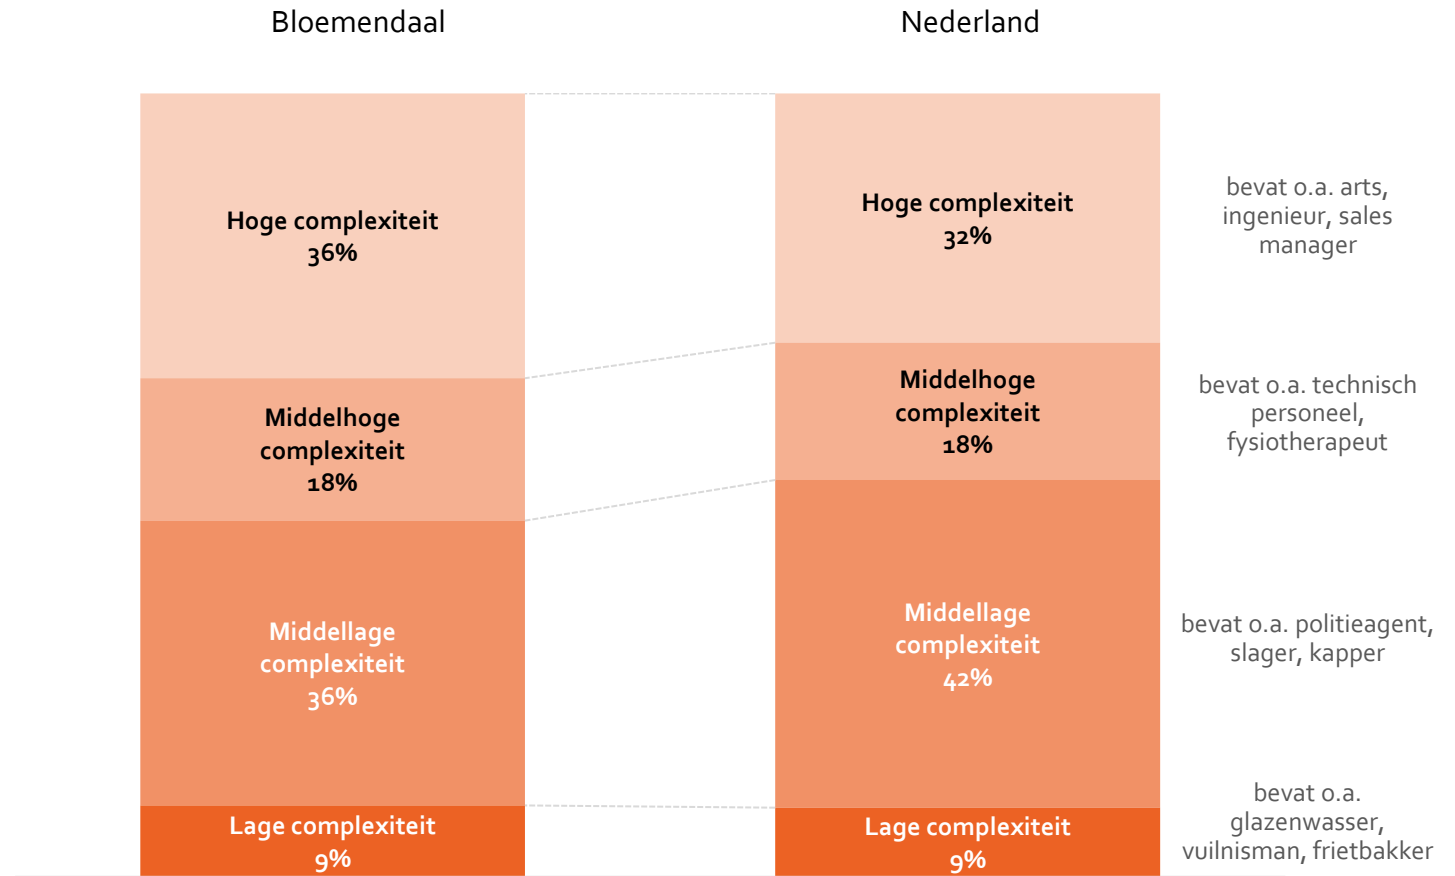 Bloemendaal
Nederland
Hoge complexiteit
36%
Middelhoge
complexiteit
18%
Middellage
complexiteit
36%
Lage complexiteit
9%
Hoge complexiteit
32%
Middelhoge
complexiteit
18%
Middellage
complexiteit
42%
Lage complexiteit
9%
bevat o.a. arts,
ingenieur, sales
manager
bevat o.a. technisch
personeel,
fysiotherapeut
bevat o.a. politieagent,
slager, kapper
bevat o.a.
glazenwasser,
vuilnisman, frietbakker